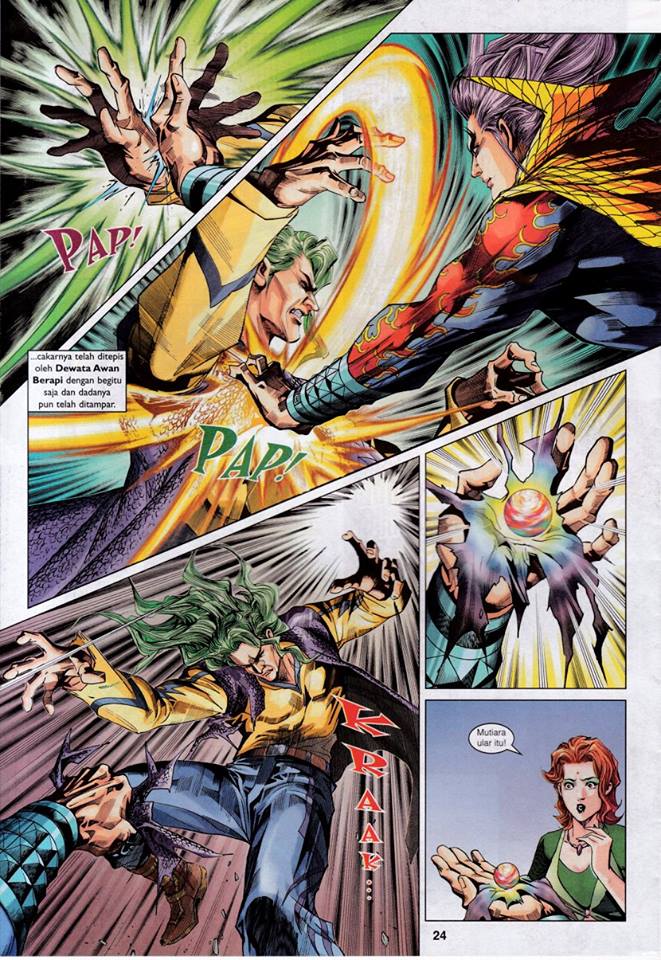 PAP!
...cakarnya telah ditepis
oleh Dewata Awan
Berapi dengan begitu
saja dan dadanya
pun telah ditampar.
PAP!
KRAAK...
Mutiara
ular itu!
24